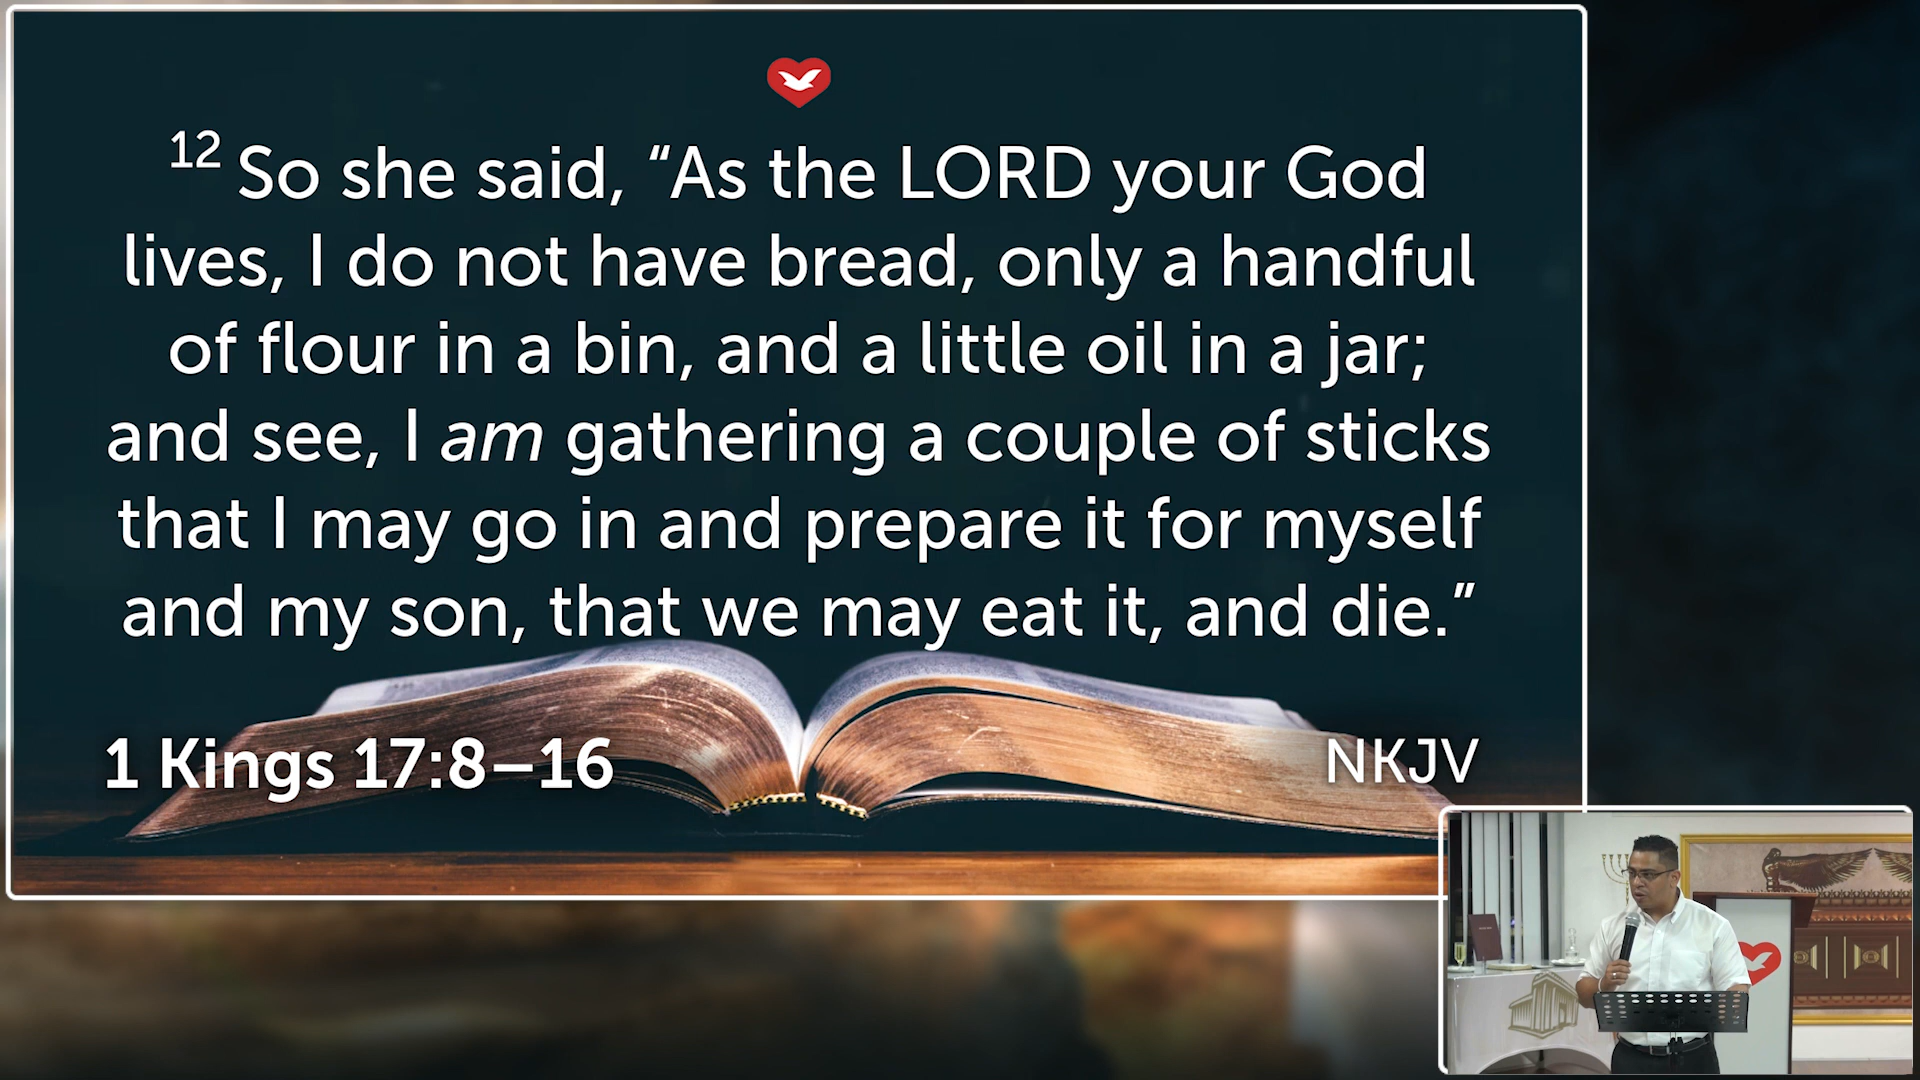 12 So she said, “As the LORD your God
lives, I do not have bread, only a handful
of flour in a bin, and a little oil in a jar;
and see, I am gathering a couple of sticks
that I may go in and prepare it for myself
and my son, that we may eat it, and die.”
1 Kings 17:8–16
NKJV